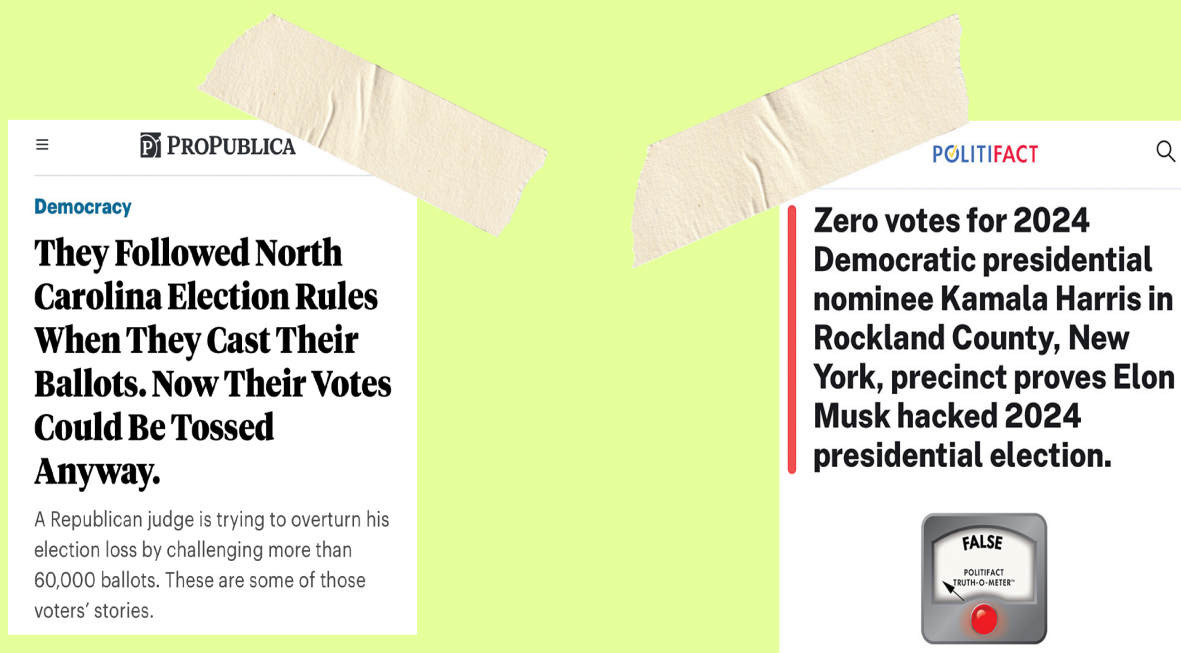 PROPUBLICA
Democracy
They Followed North
Carolina Election Rules
When They Cast Their
Ballots. Now Their Votes
Could Be Tossed
Anyway.
A Republican judge is trying to overturn his
election loss by challenging more than
60,000 ballots. These are some of those
voters’ stories.
POLITIFACT
Zero votes for 2024
Democratic presidential
nominee Kamala Harris in
Rockland County, New
York, precinct proves Elon
Musk hacked 2024
presidential election.
FALSE
POLITIFACT
TRUTH-O-METER™